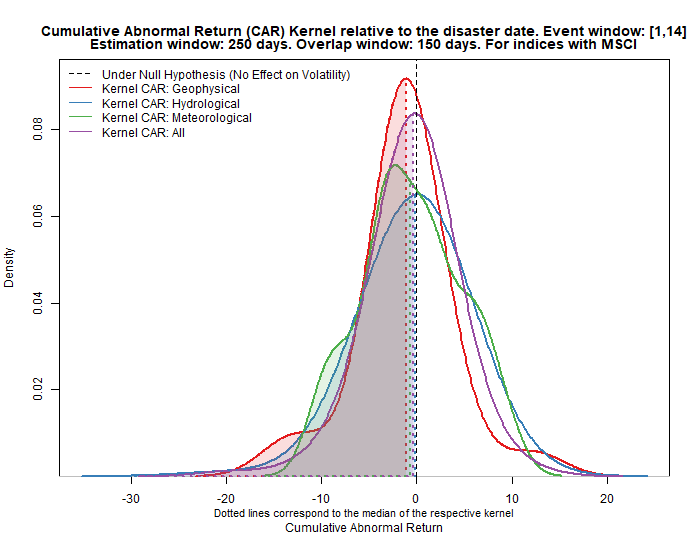 Cumulative Abnormal Return (CAR) Kernel relative to the disaster date. Event window: [1,14]
Estimation window: 250 days. Overlap window: 150 days. For indices with MSCI
Under Null Hypothesis (No Effect on Volatility)
Kernel CAR: Geophysical
Kernel CAR: Hydrological
Kernel CAR: Meteorological
Kernel CAR: All
Density
0.08
0.06
0.04
0.02
-30 -20 -10 0 10 20
Dotted lines correspond to the median of the respective kernel
Cumulative Abnormal Return